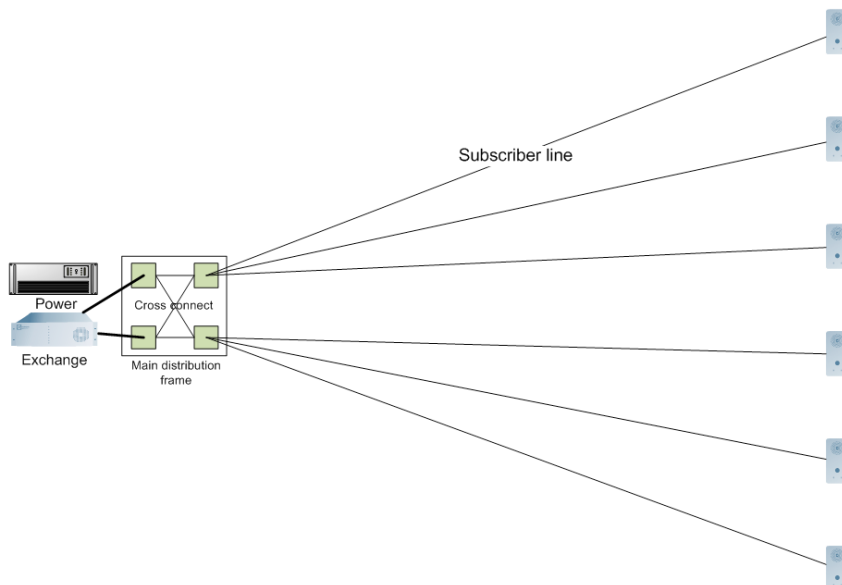 Subscriber line
Power
Cross connect
Exchange
Main distribution
frame